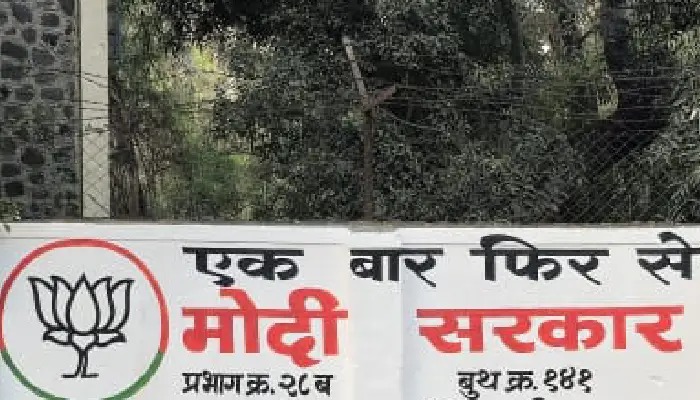 एक बार फिर से
मोदी सरकार
प्रभाग क्र. २८ ब बुथ क्र. १४१